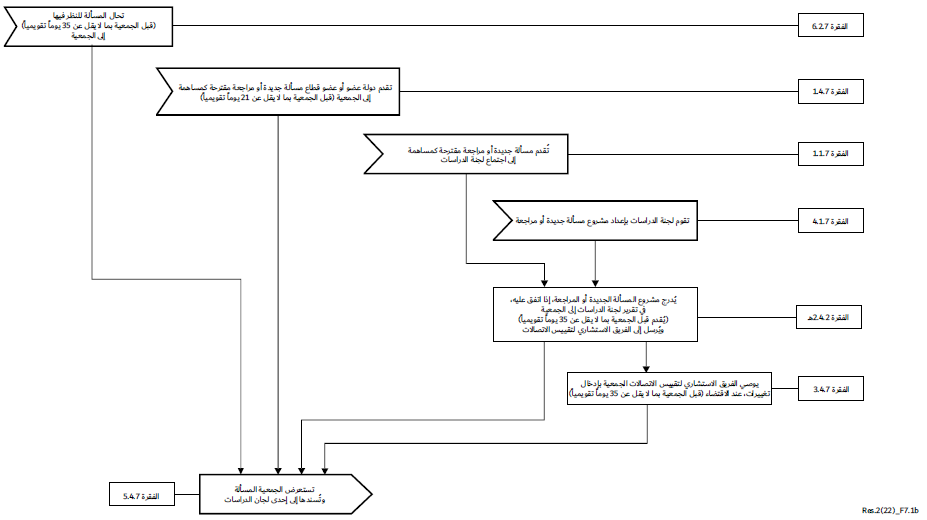 تحال المسألة للنظر فيها
(قبل الجمعية بما لا يقل عن 35 يوماً تقويمياً)
إلى الجمعية
الفقرة 6.2.7
تقدم دولة عضو أو عضو قطاع مسألة جديدة أو مراجعة مقترحة كمساهمة
إلى الجمعية (قبل الجمعية بما لا يقل عن 21 يوماً تقويمياً)
الفقرة 1.4.7
تُقدم مسألة جديدة أو مراجعة مقترحة كمساهمة
إلى اجتماع لجنة الدراسات
الفقرة 1.1.7
تقوم لجنة الدراسات بإعداد مشروع مسألة جديدة أو مراجعة
الفقرة 4.1.7
يُدرج مشروع المسألة الجديدة أو المراجعة، إذا اتفق عليه،
في تقرير لجنة الدراسات إلى الجمعية
(يُقدم قبل الجمعية بما لا يقل عن 35 يوماً تقويمياً)
ويُرسل إلى الفريق الاستشاري لتقييس الاتصالات
الفقرة 2.4.2ﻫ
يوصي الفريق الاستشاري لتقييس الاتصالات الجمعية بإدخال
تغييرات، عند الاقتضاء (قبل الجمعية بما لا يقل عن 35 يوماً تقويمياً)
الفقرة 3.4.7
تستعرض الجمعية المسألة
وتُسندها إلى إحدى لجان الدراسات
الفقرة 5.4.7
Res.2(22)_F7.1b